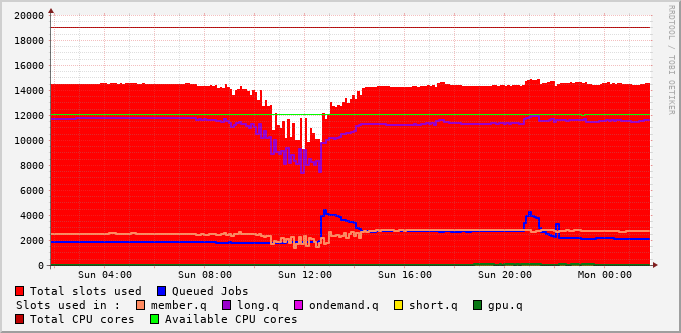 20000
18000
16000
14000
12000
10000
8000
6000
4000
2000
0
Sun 04:00 Sun 08:00 Sun 12:00 Sun 16:00 Sun 20:00 Mon 00:00
Total slots used Queued Jobs
Slots used in : member.q long.q ondemand.q short.q gpu.q
Total CPU cores Available CPU cores
RRDTOOL / TOBI OETIKER